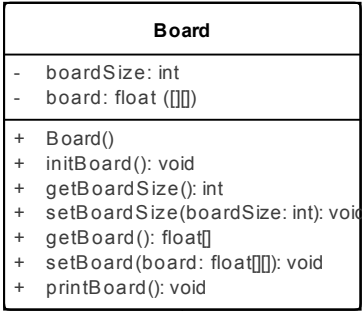 Board
- boardSize: int
- board: float ([][])
+ Board()
+ initBoard(): void
+ getBoardSize(): int
+ setBoardSize(boardSize: int): void
+ getBoard(): float[]
+ setBoard(board: float[][]): void
+ printBoard(): void